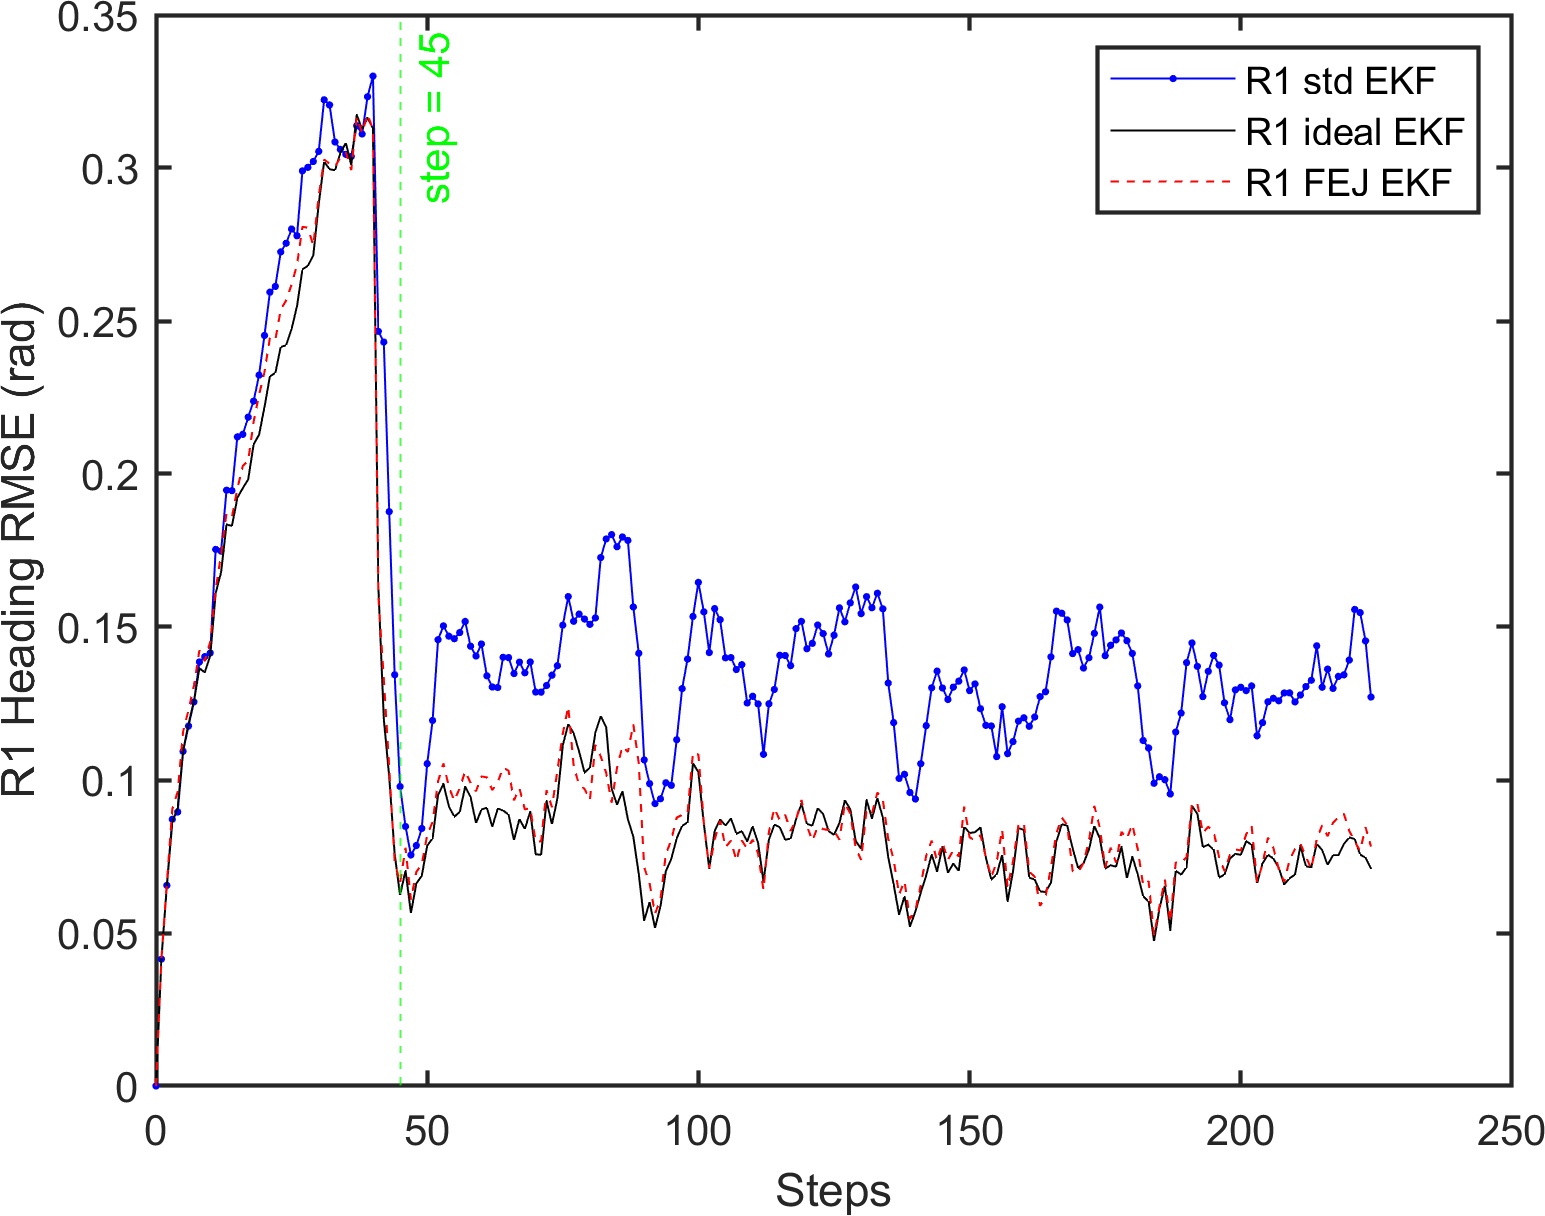 0.35
0.3
0.25
0.2
0.15
0.1
0.05
0
R1 Heading RMSE (rad)
step = 45
R1 std EKF
R1 ideal EKF
R1 FEJ EKF
0 50 100 150 200 250
Steps